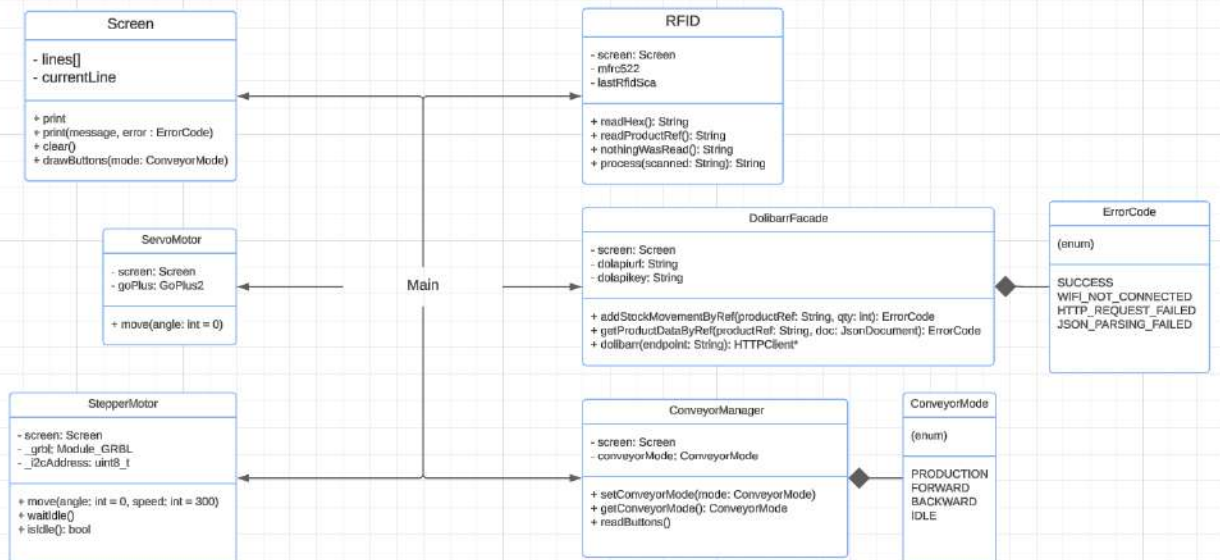 Screen
- lines[]
- currentLine
+ print
+ print(message, error : ErrorCode)
+ clear()
+ drawButtons(mode: ConveyorMode)
RFID
- screen: Screen
- mfrc522
- lastRfidSca
+ readHex(): String
+ readProductRef(): String
+ nothingWasRead(): String
+ process(scanned: String): String
ServoMotor
- screen: Screen
- goPlus: GoPlus2
+ move(angle: int = 0)
Main
DolibarrFacade
- screen: Screen
- dolapiurl: String
- dolapikey: String
+ addStockMovementByRef(productRef: String, qty: int): ErrorCode
+ getProductDataByRef(productRef: String, doc: JsonDocument): ErrorCode
+ dolibarr(endpoint: String): HTTPClient*
ErrorCode
(enum)
SUCCESS
WIFI_NOT_CONNECTED
HTTP_REQUEST_FAILED
JSON_PARSING_FAILED
StepperMotor
- screen: Screen
- _grbl: Module_GRBL
- _i2cAddress: uint8_t
+ move(angle: int = 0, speed: int = 300)
+ waitIdle()
+ isIdle(): bool
ConveyorManager
- screen: Screen
- conveyorMode: ConveyorMode
+ setConveyorMode(mode: ConveyorMode)
+ getConveyorMode(): ConveyorMode
+ readButtons()
ConveyorMode
(enum)
PRODUCTION
FORWARD
BACKWARD
IDLE